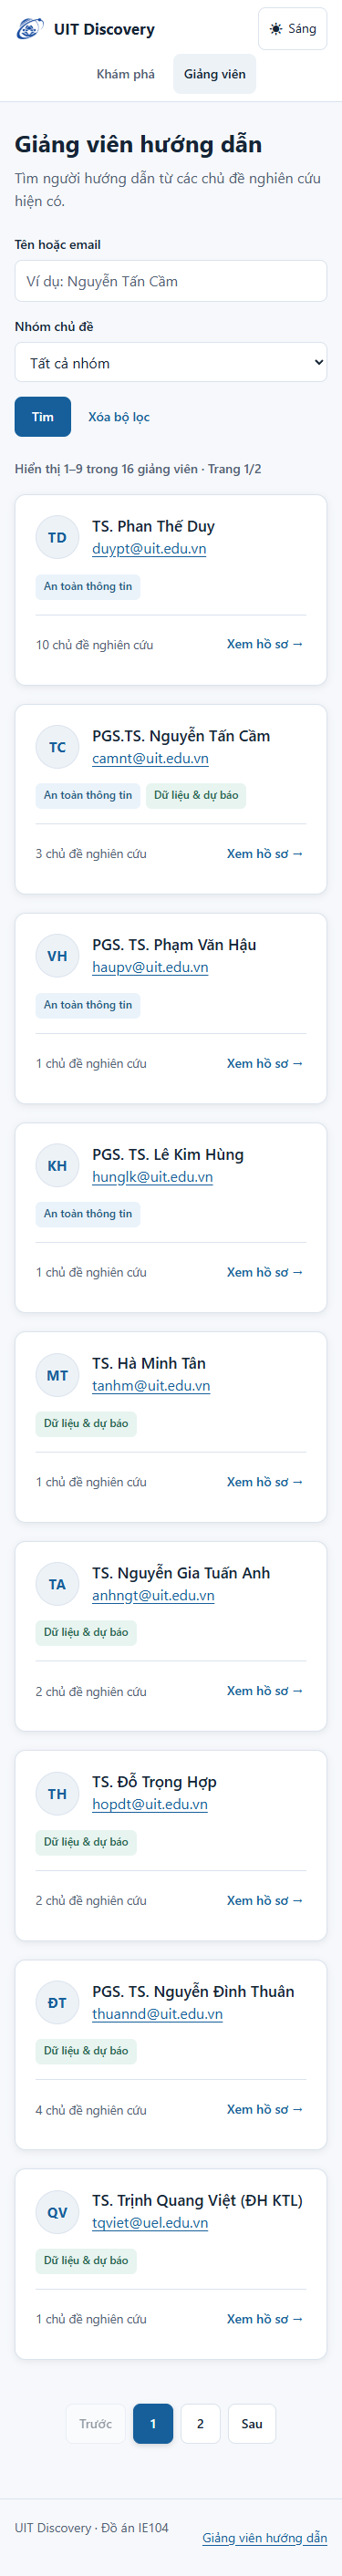 UIT Discovery
Sáng
Khám phá
Giảng viên
Giảng viên hướng dẫn
Tìm người hướng dẫn từ các chủ đề nghiên cứu
hiện có.
Tên hoặc email
Ví dụ: Nguyễn Tấn Cầm
Nhóm chủ đề
Tất cả nhóm
Tìm
Xóa bộ lọc
Hiển thị 1–9 trong 16 giảng viên · Trang 1/2
TD
TS. Phan Thế Duy
duypt@uit.edu.vn
An toàn thông tin
10 chủ đề nghiên cứu
Xem hồ sơ →
TC
PGS.TS. Nguyễn Tấn Cầm
camnt@uit.edu.vn
An toàn thông tin
Dữ liệu & dự báo
3 chủ đề nghiên cứu
Xem hồ sơ →
VH
PGS. TS. Phạm Văn Hậu
haupv@uit.edu.vn
An toàn thông tin
1 chủ đề nghiên cứu
Xem hồ sơ →
KH
PGS. TS. Lê Kim Hùng
hunglk@uit.edu.vn
An toàn thông tin
1 chủ đề nghiên cứu
Xem hồ sơ →
MT
TS. Hà Minh Tân
tanhm@uit.edu.vn
Dữ liệu & dự báo
1 chủ đề nghiên cứu
Xem hồ sơ →
TA
TS. Nguyễn Gia Tuấn Anh
anhngt@uit.edu.vn
Dữ liệu & dự báo
2 chủ đề nghiên cứu
Xem hồ sơ →
TH
TS. Đỗ Trọng Hợp
hopdt@uit.edu.vn
Dữ liệu & dự báo
2 chủ đề nghiên cứu
Xem hồ sơ →
ĐT
PGS. TS. Nguyễn Đình Thuân
thuannd@uit.edu.vn
Dữ liệu & dự báo
4 chủ đề nghiên cứu
Xem hồ sơ →
QV
TS. Trịnh Quang Việt (ĐH KTL)
tqviet@uel.edu.vn
Dữ liệu & dự báo
1 chủ đề nghiên cứu
Xem hồ sơ →
Trước
1
2
Sau
UIT Discovery · Đồ án IE104
Giảng viên hướng dẫn